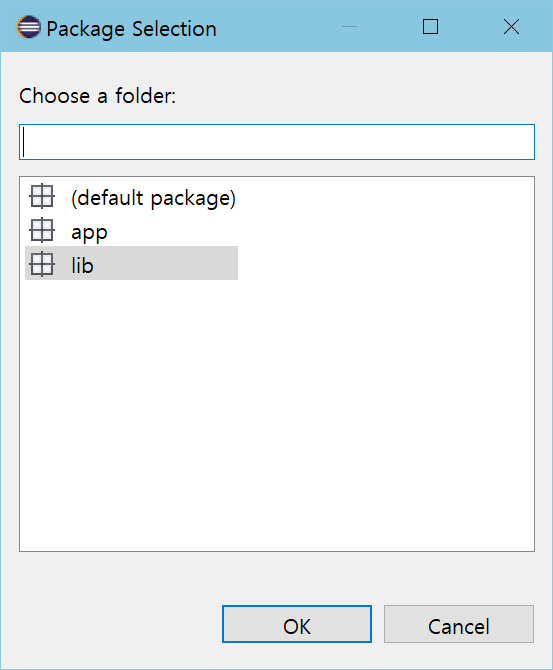 Package Selection
Choose a folder:
(default package)
app
lib
OK
Cancel